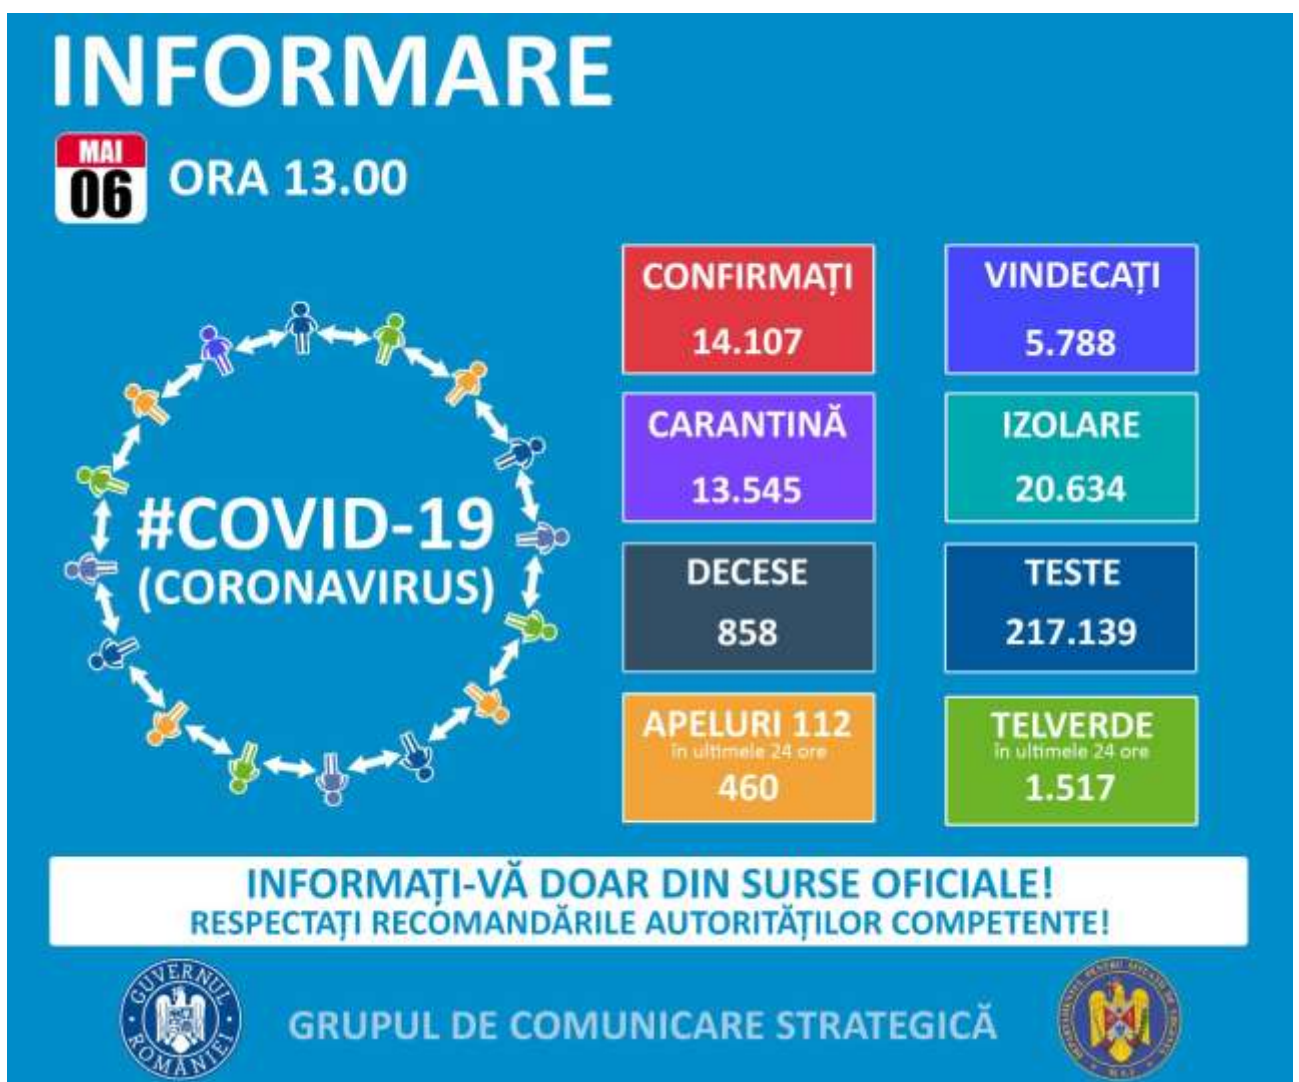 INFORMARE
MAI
06
ORA 13.00
CONFIRMAȚI
14.107
VINDECAȚI
5.788
CARANTINĂ
13.545
IZOLARE
20.634
#COVID-19
(CORONAVIRUS)
DECESE
858
TESTE
217.139
APELURI 112
în ultimele 24 ore
460
TELVERDE
în ultimele 24 ore
1.517
INFORMAȚI-VĂ DOAR DIN SURSE OFICIALE!
RESPECTAȚI RECOMANDĂRILE AUTORITĂȚILOR COMPETENTE!
GUVERNUL
ROMÂNIEI
GRUPUL DE COMUNICARE STRATEGICĂ